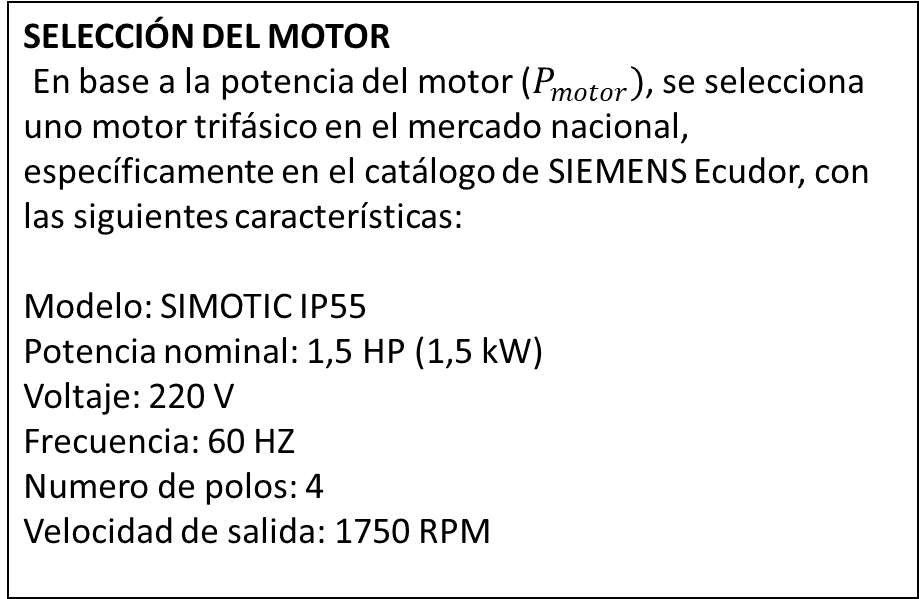 SELECCIÓN DEL MOTOR
En base a la potencia del motor (P_motor), se selecciona
uno motor trifásico en el mercado nacional,
específicamente en el catálogo de SIEMENS Ecudor, con
las siguientes características:
Modelo: SIMOTIC IP55
Potencia nominal: 1,5 HP (1,5 kW)
Voltaje: 220 V
Frecuencia: 60 HZ
Numero de polos: 4
Velocidad de salida: 1750 RPM